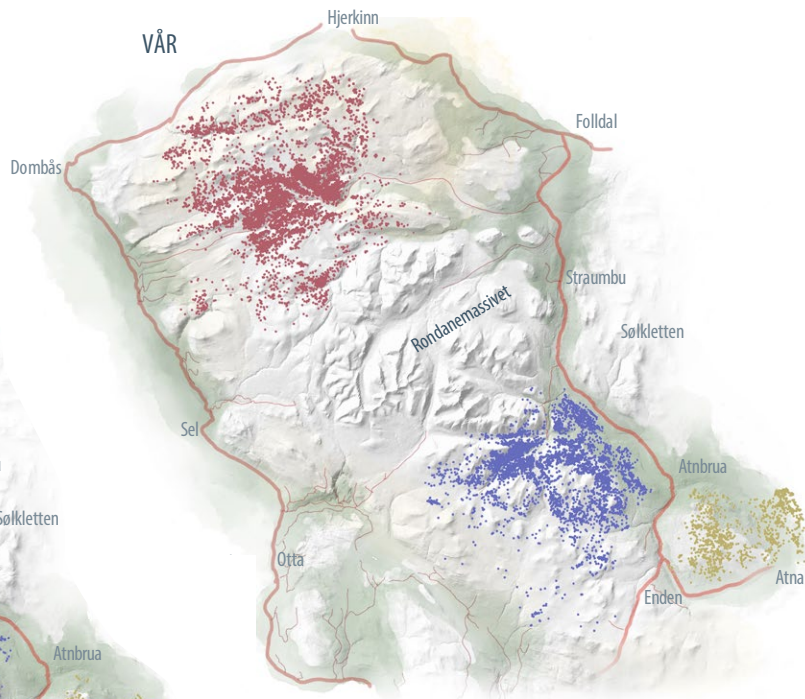 Hjerkinn
VÅR
Folldal
Dombås
Straumbu
Rondanemassivet
Sølkletten
Sel
Atnbrua
Sølkletten
Otta
Atna
Enden
Atnbrua